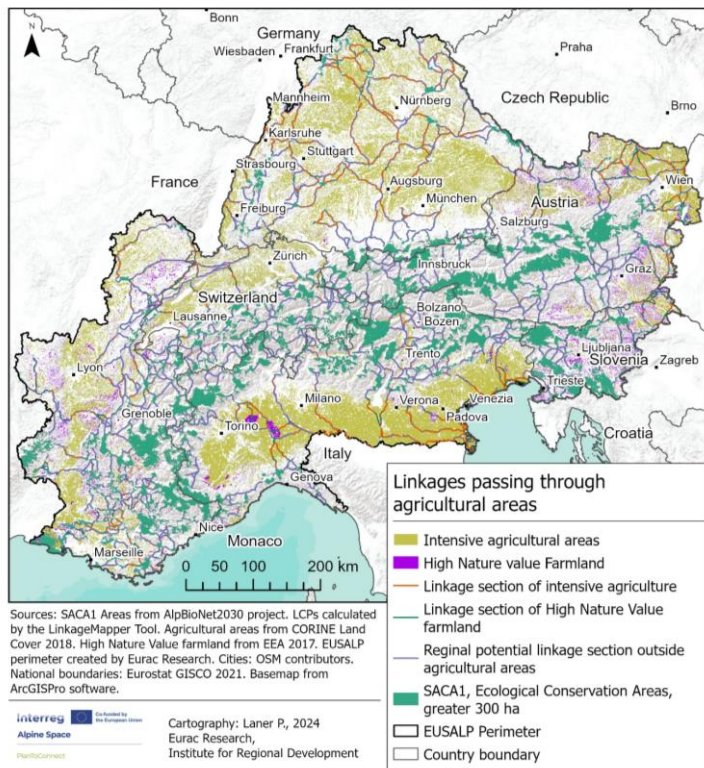 Bonn
Germany
Wiesbaden
Frankfurt
Praha
Mannheim
Nürnberg
Czech Republic
Brno
Karlsruhe
Stuttgart
Strasbourg
France
Augsburg
Wien
München
Freiburg
Austria
Salzburg
Zürich
Innsbruck
Graz
Switzerland
Lausanne
Bolzano
Bozen
Ljubljana
Slovenia
Zagreb
Trento
Lyon
Trieste
Milano
Verona
Venezia
Grenoble
Padova
Torino
Croatia
Italy
Genova
Nice
Marseille
Monaco
0 50 100 200 km
Linkages passing through
agricultural areas
Intensive agricultural areas
High Nature value Farmland
Linkage section of intensive agriculture
Linkage section of High Nature Value
farmland
Reginal potential linkage section outside
agricultural areas
SACA1, Ecological Conservation Areas,
greater 300 ha
EUSALP Perimeter
Country boundary
Sources: SACA1 Areas from AlpBioNet2030 project. LCPs calculated
by the LinkageMapper Tool. Agricultural areas from CORINE Land
Cover 2018. High Nature Value farmland from EEA 2017. EUSALP
perimeter created by Eurac Research. Cities: OSM contributors.
National boundaries: Eurostat GISCO 2021. Basemap from
ArcGISPro software.
Interreg
Co-funded by
the European Union
Alpine Space
PlanToConnect
Cartography: Laner P., 2024
Eurac Research,
Institute for Regional Development
N